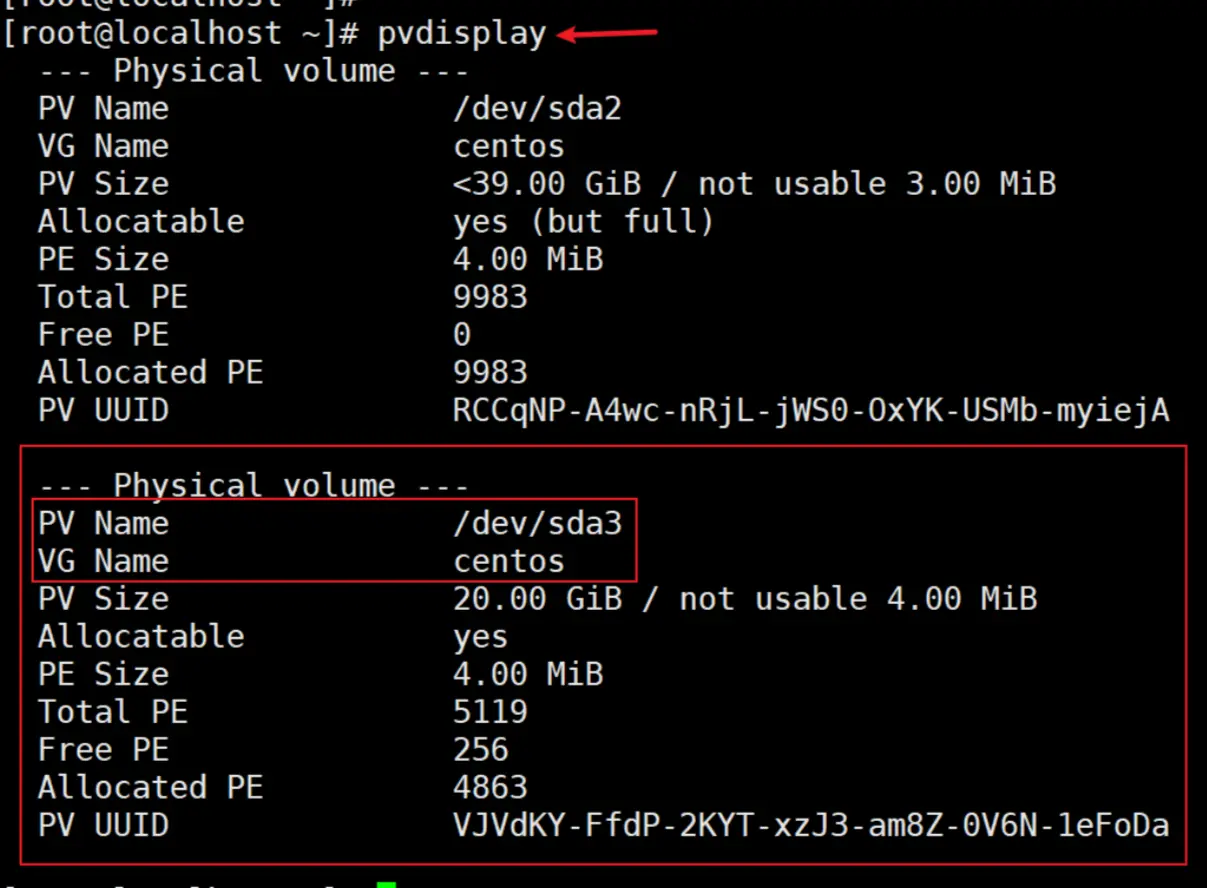 [root@localhost ~]#
[root@localhost ~]# pvdisplay
--- Physical volume ---
PV Name /dev/sda2
VG Name centos
PV Size <39.00 GiB / not usable 3.00 MiB
Allocatable yes (but full)
PE Size 4.00 MiB
Total PE 9983
Free PE 0
Allocated PE 9983
PV UUID RCCqNP-A4wc-nRjL-jWS0-OxYK-USMb-myiejA
--- Physical volume ---
PV Name /dev/sda3
VG Name centos
PV Size 20.00 GiB / not usable 4.00 MiB
Allocatable yes
PE Size 4.00 MiB
Total PE 5119
Free PE 256
Allocated PE 4863
PV UUID VJVdKY-FfdP-2KYT-xzJ3-am8Z-0V6N-1eFoDa